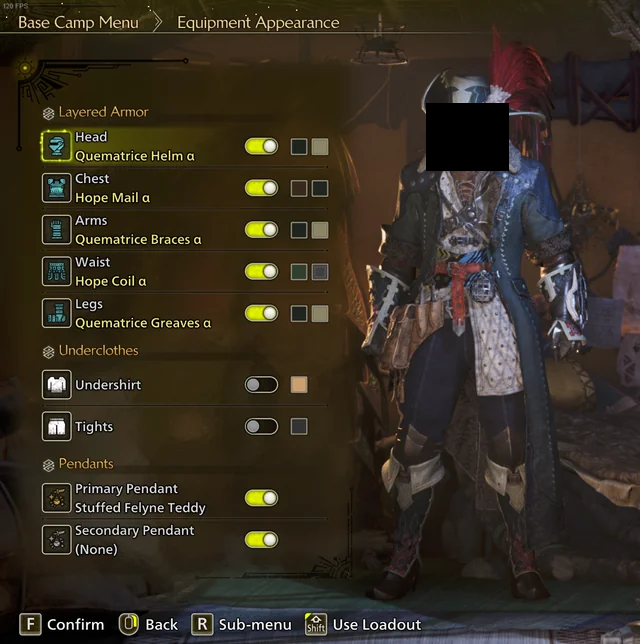 120 FPS
Base Camp Menu
Equipment Appearance
Layered Armor
Head
Quematrice Helm α
Chest
Hope Mail α
Arms
Quematrice Braces α
Waist
Hope Coil α
Legs
Quematrice Greaves α
Underclothes
Undershirt
Tights
Pendants
Primary Pendant
Stuffed Felyne Teddy
Secondary Pendant
(None)
F Confirm Back R Sub-menu Shift Use Loadout